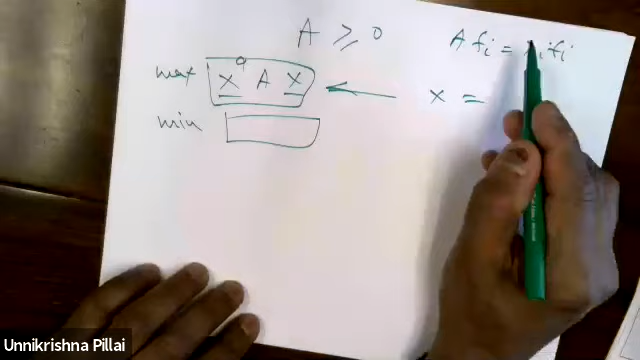 A ≥ 0
A fᵢ = λᵢ fᵢ
max x* A x
x =
min
Unnikrishna Pillai